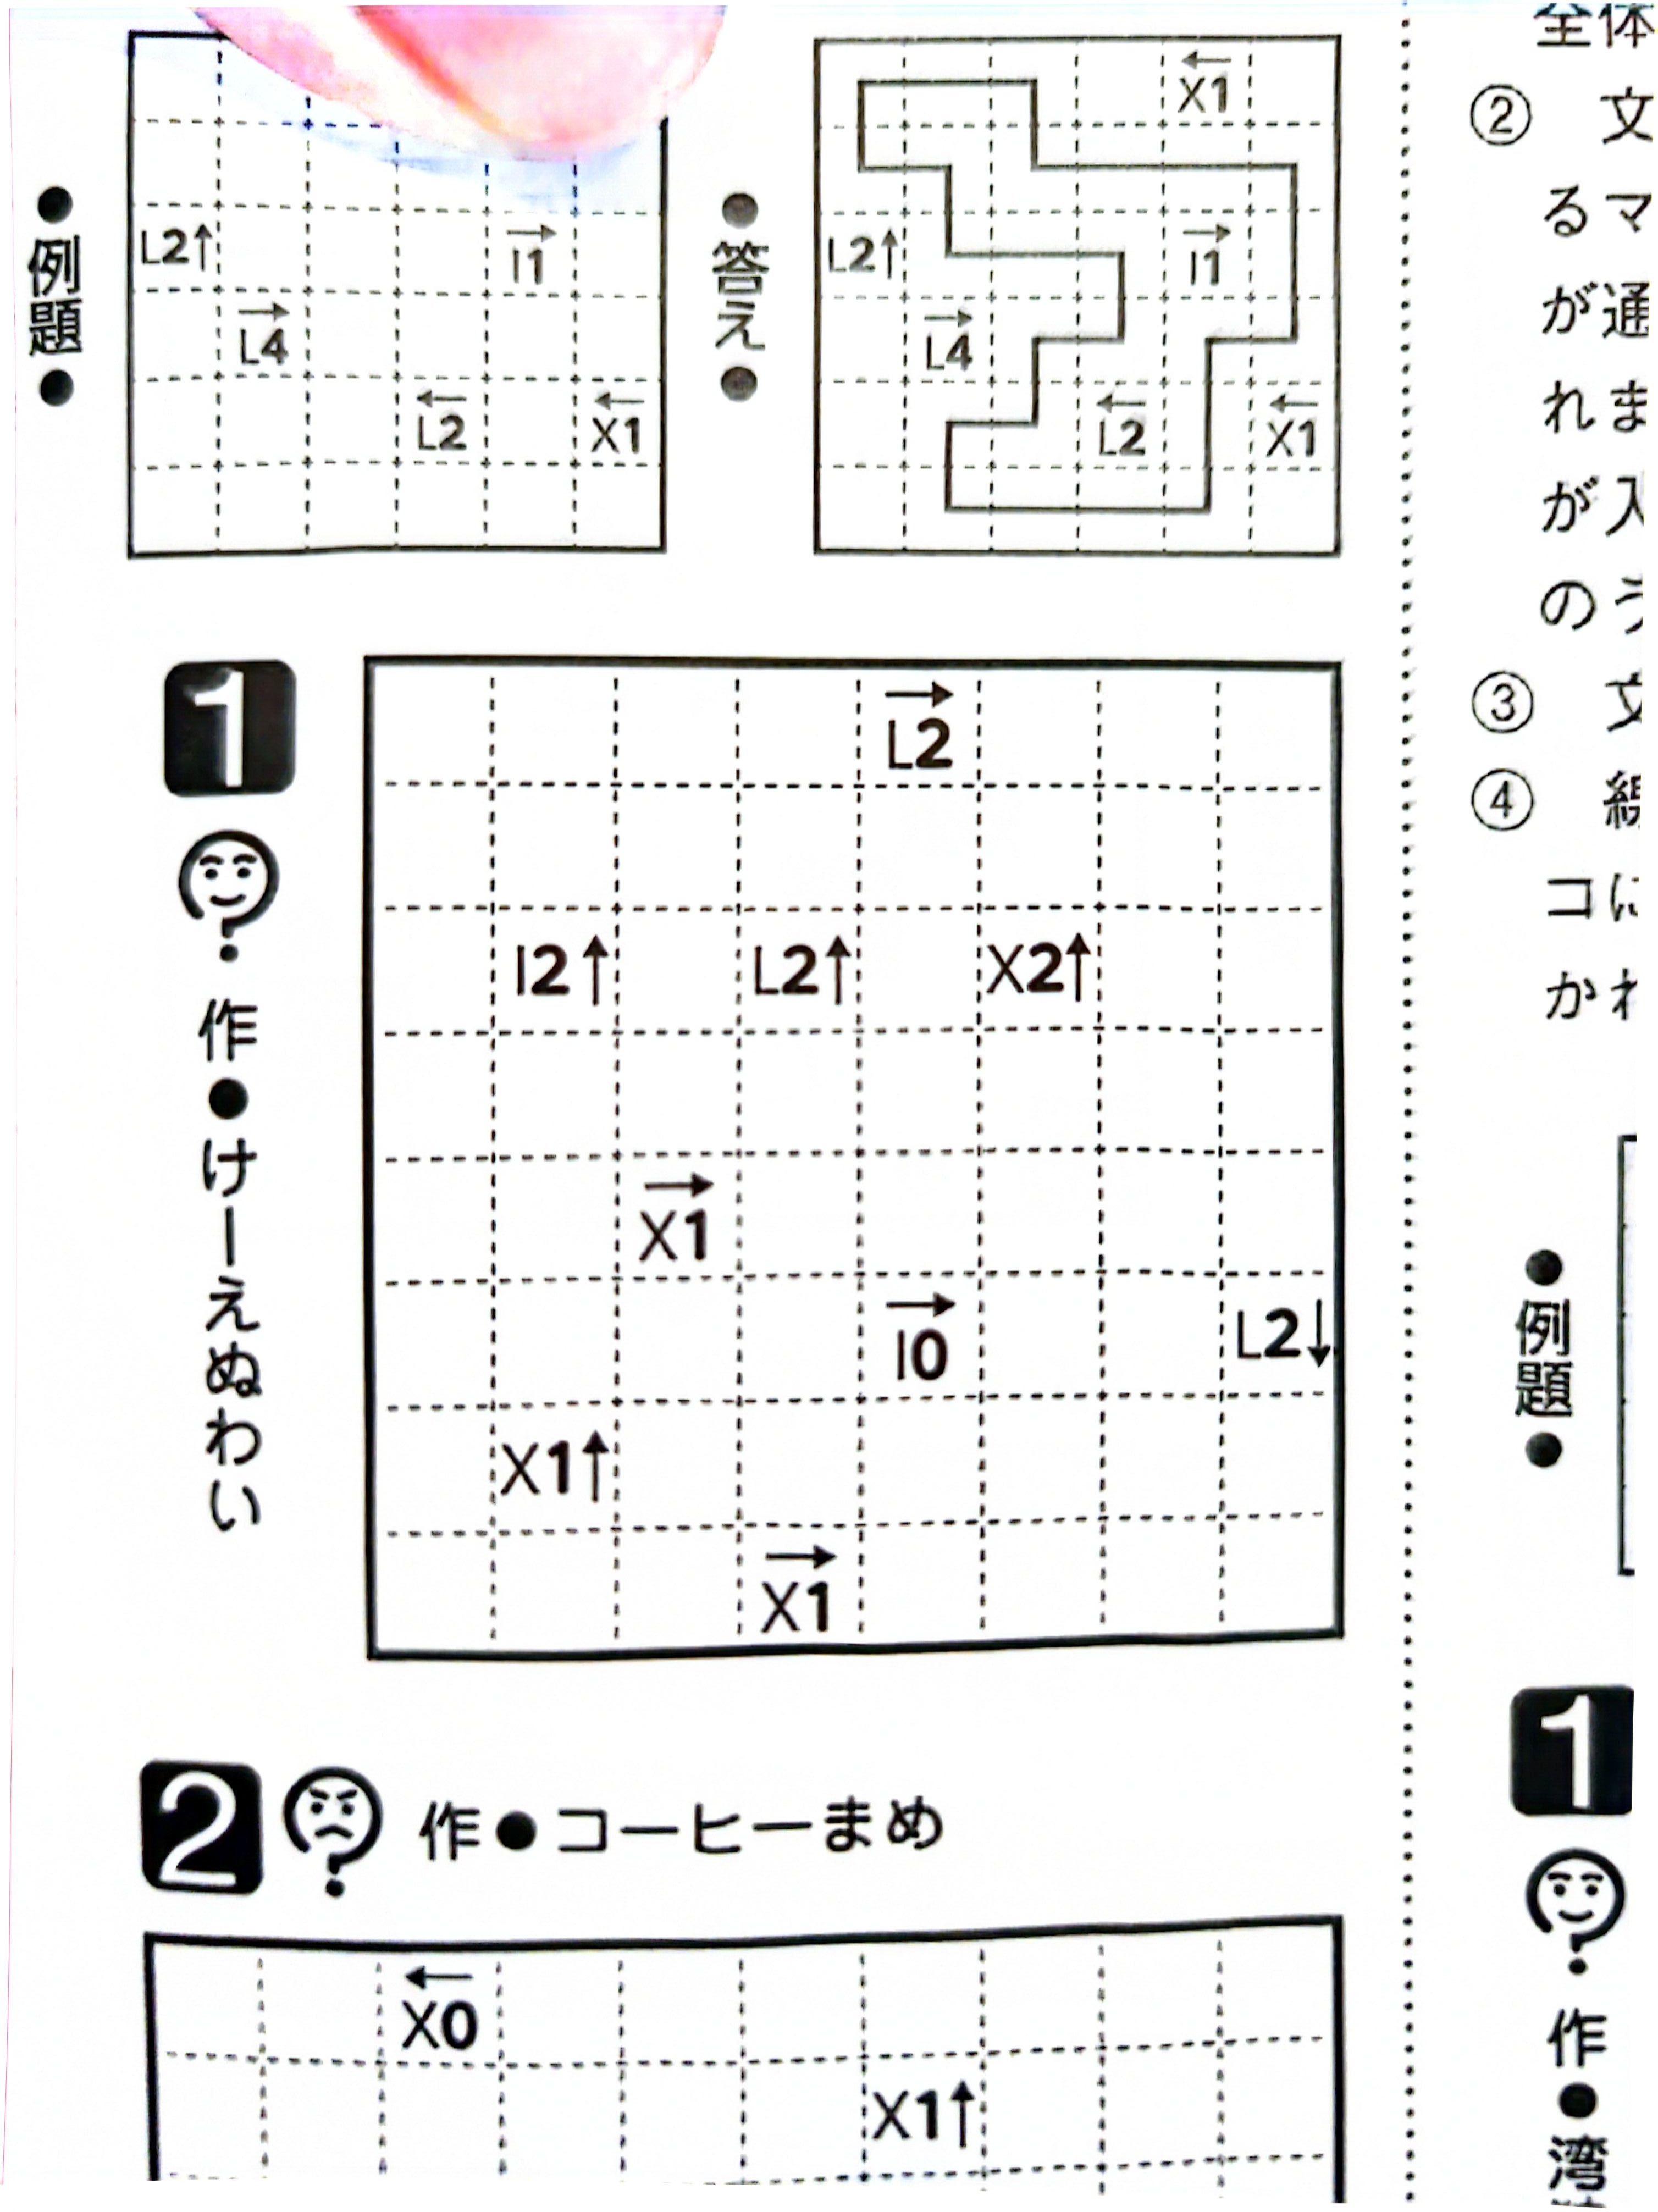 ●例題●
L2↑
→
I1
→
L4
←
L2
←
X1
●答え●
←
X1
L2↑
→
I1
→
L4
←
L2
←
X1
1
作●けーえぬわい
→
L2
I2↑
L2↑
X2↑
→
X1
→
I0
L2↓
X1↑
→
X1
2
作●コーヒーまめ
←
X0
X1↑
全体
② 文
るマ
が通
れま
が入
のう
③ 文
④ 線
コに
かれ
●例題●
1
作●湾